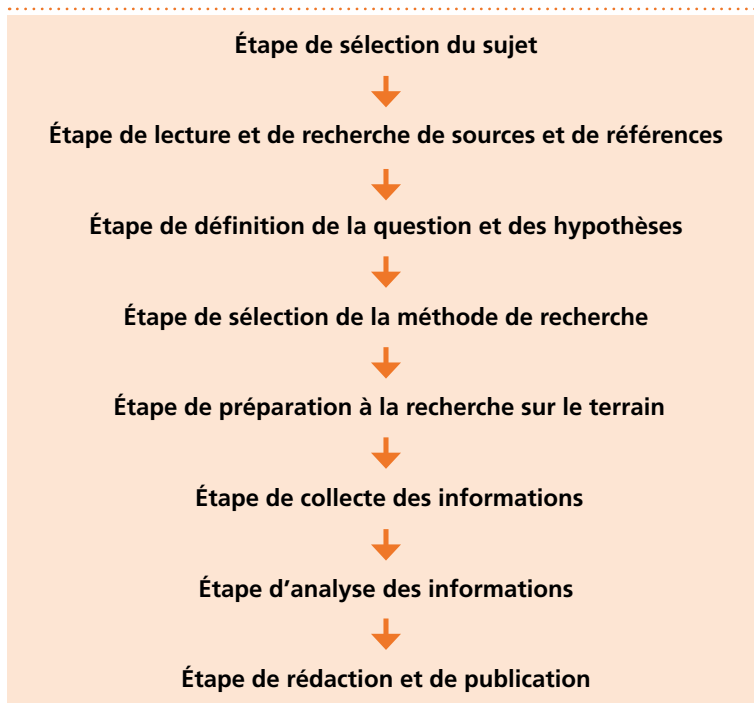 Étape de sélection du sujet
Étape de lecture et de recherche de sources et de références
Étape de définition de la question et des hypothèses
Étape de sélection de la méthode de recherche
Étape de préparation à la recherche sur le terrain
Étape de collecte des informations
Étape d’analyse des informations
Étape de rédaction et de publication